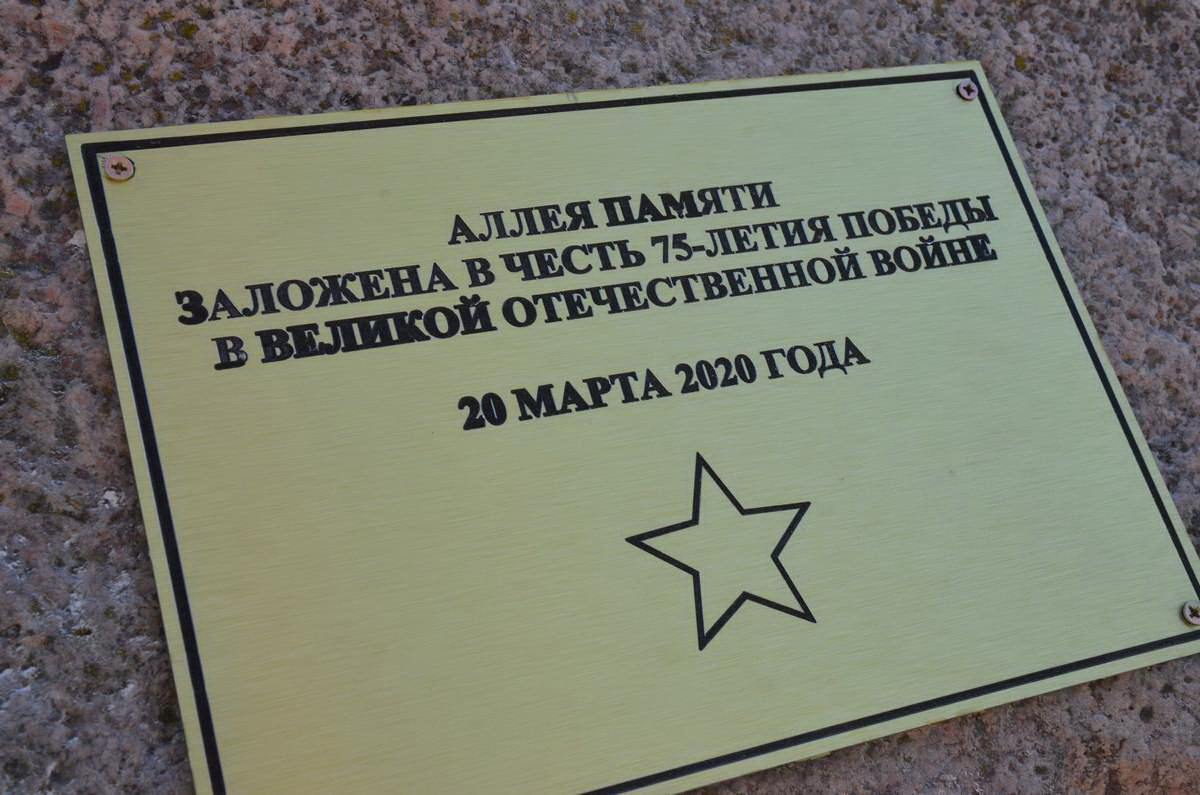 АЛЛЕЯ ПАМЯТИ
ЗАЛОЖЕНА В ЧЕСТЬ 75-ЛЕТИЯ ПОБЕДЫ
В ВЕЛИКОЙ ОТЕЧЕСТВЕННОЙ ВОЙНЕ
20 МАРТА 2020 ГОДА